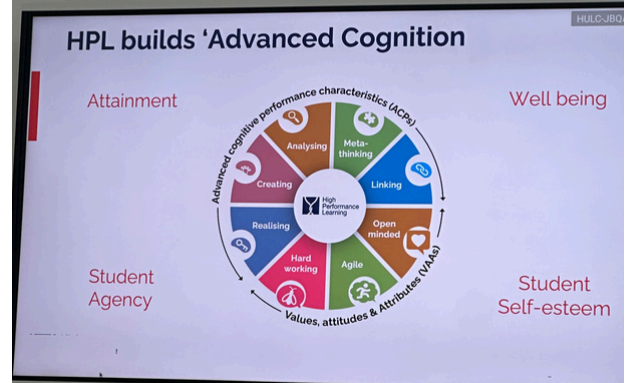 HULC-JBQ
HPL builds ‘Advanced Cognition
Attainment
Well being
Advanced cognitive performance characteristics (ACPs)
Analysing
Meta-
thinking
Creating
Linking
High
Performance
Learning
Realising
Open
minded
Hard
working
Agile
Values, attitudes & Attributes (VAAs)
Student
Agency
Student
Self-esteem